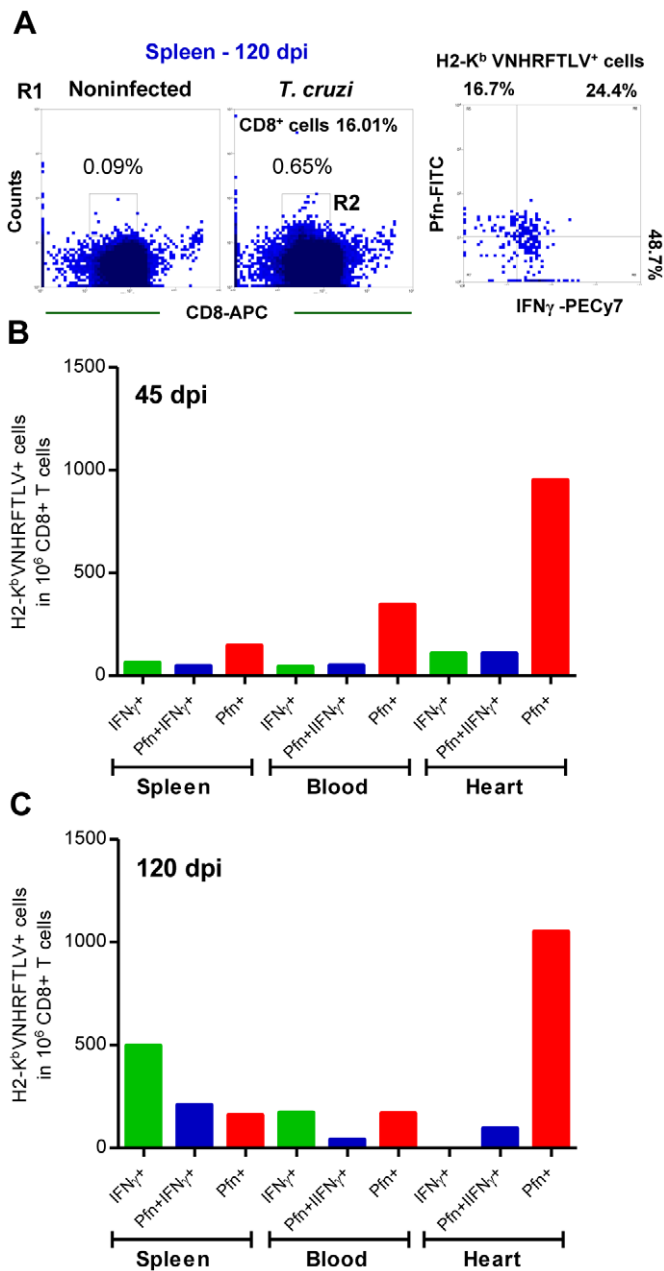 A
Spleen - 120 dpi
R1
Noninfected
T. cruzi
H2-Kᵇ VNHRFTLV⁺ cells
16.7%
24.4%
CD8⁺ cells 16.01%
0.09%
0.65%
R2
Counts
Pfn-FITC
48.7%
CD8-APC
IFNγ -PECy7
B
45 dpi
H2-KᵇVNHRFTLV+ cells
in 10⁶ CD8+ T cells
1500
1000
500
0
IFNγ+
Pfn+IFNγ+
Pfn+
IFNγ+
Pfn+IIFNγ+
Pfn+
IFNγ+
Pfn+IIFNγ+
Pfn+
Spleen
Blood
Heart
C
120 dpi
H2-KᵇVNHRFTLV+ cells
in 10⁶ CD8+ T cells
1500
1000
500
0
IFNγ+
Pfn+IFNγ+
Pfn+
IFNγ+
Pfn+IIFNγ+
Pfn+
IFNγ+
Pfn+IIFNγ+
Pfn+
Spleen
Blood
Heart